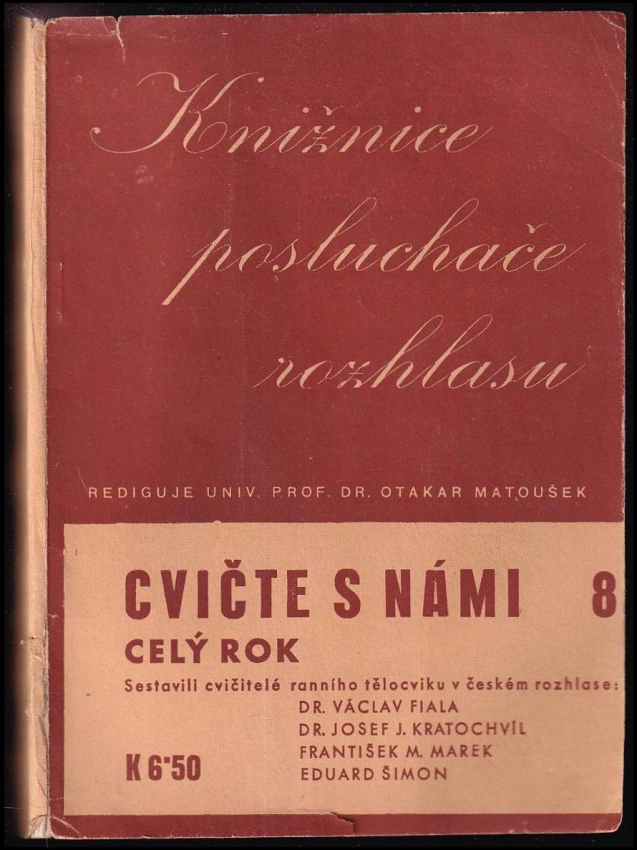 Knižnice
posluchače
rozhlasu
REDIGUJE UNIV. PROF. DR. OTAKAR MATOUŠEK
CVIČTE S NÁMI 8
CELÝ ROK
Sestavili cvičitelé ranního tělocviku v českém rozhlase:
DR. VÁCLAV FIALA
DR. JOSEF J. KRATOCHVÍL
FRANTIŠEK M. MAREK
K 6·50 EDUARD ŠIMON